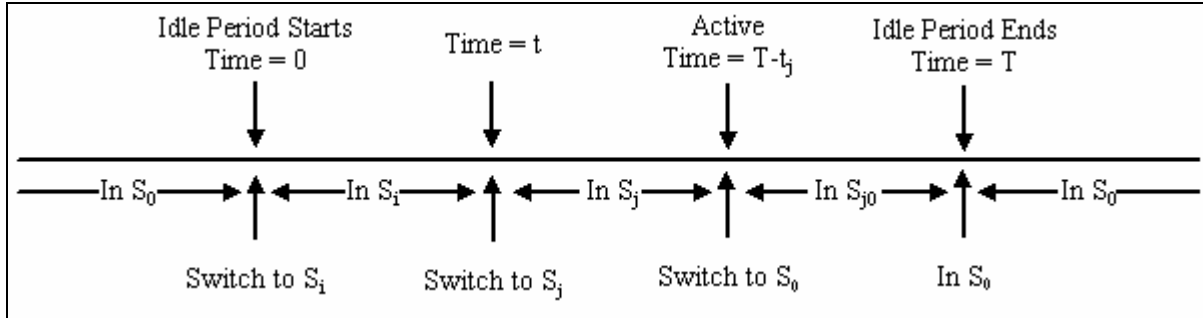 Idle Period Starts
Time = 0
Time = t
Active
Time = T-tⱼ
Idle Period Ends
Time = T
In S₀
In Sᵢ
In Sⱼ
In Sⱼ₀
In S₀
Switch to Sᵢ
Switch to Sⱼ
Switch to S₀
In S₀